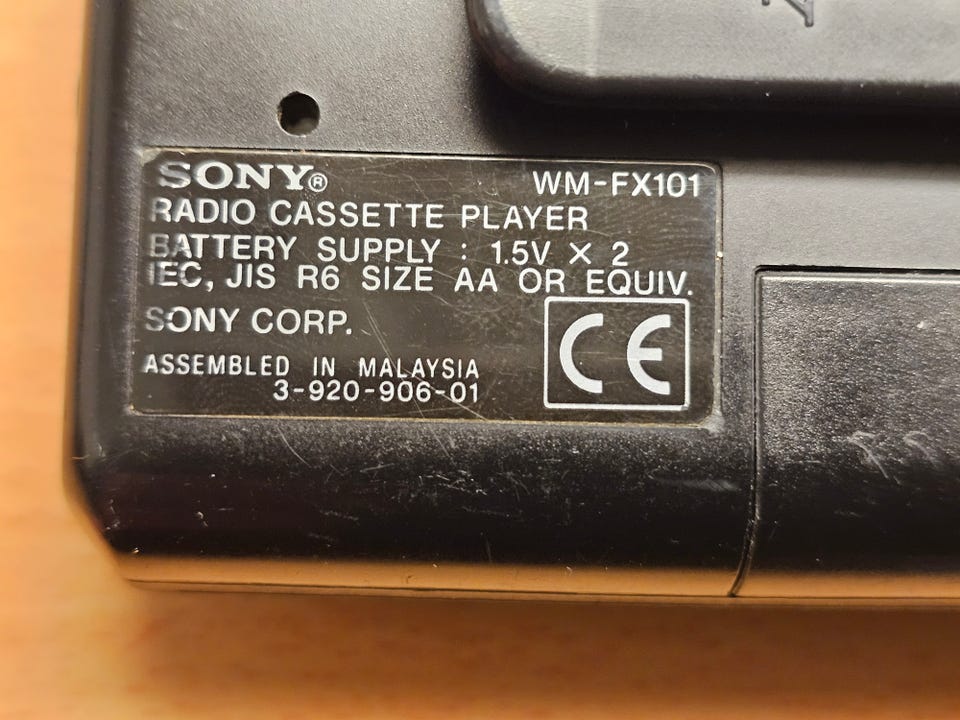 SONY® WM-FX101
RADIO CASSETTE PLAYER
BATTERY SUPPLY : 1.5V × 2
IEC, JIS R6 SIZE AA OR EQUIV.
SONY CORP.
CE
ASSEMBLED IN MALAYSIA
3-920-906-01